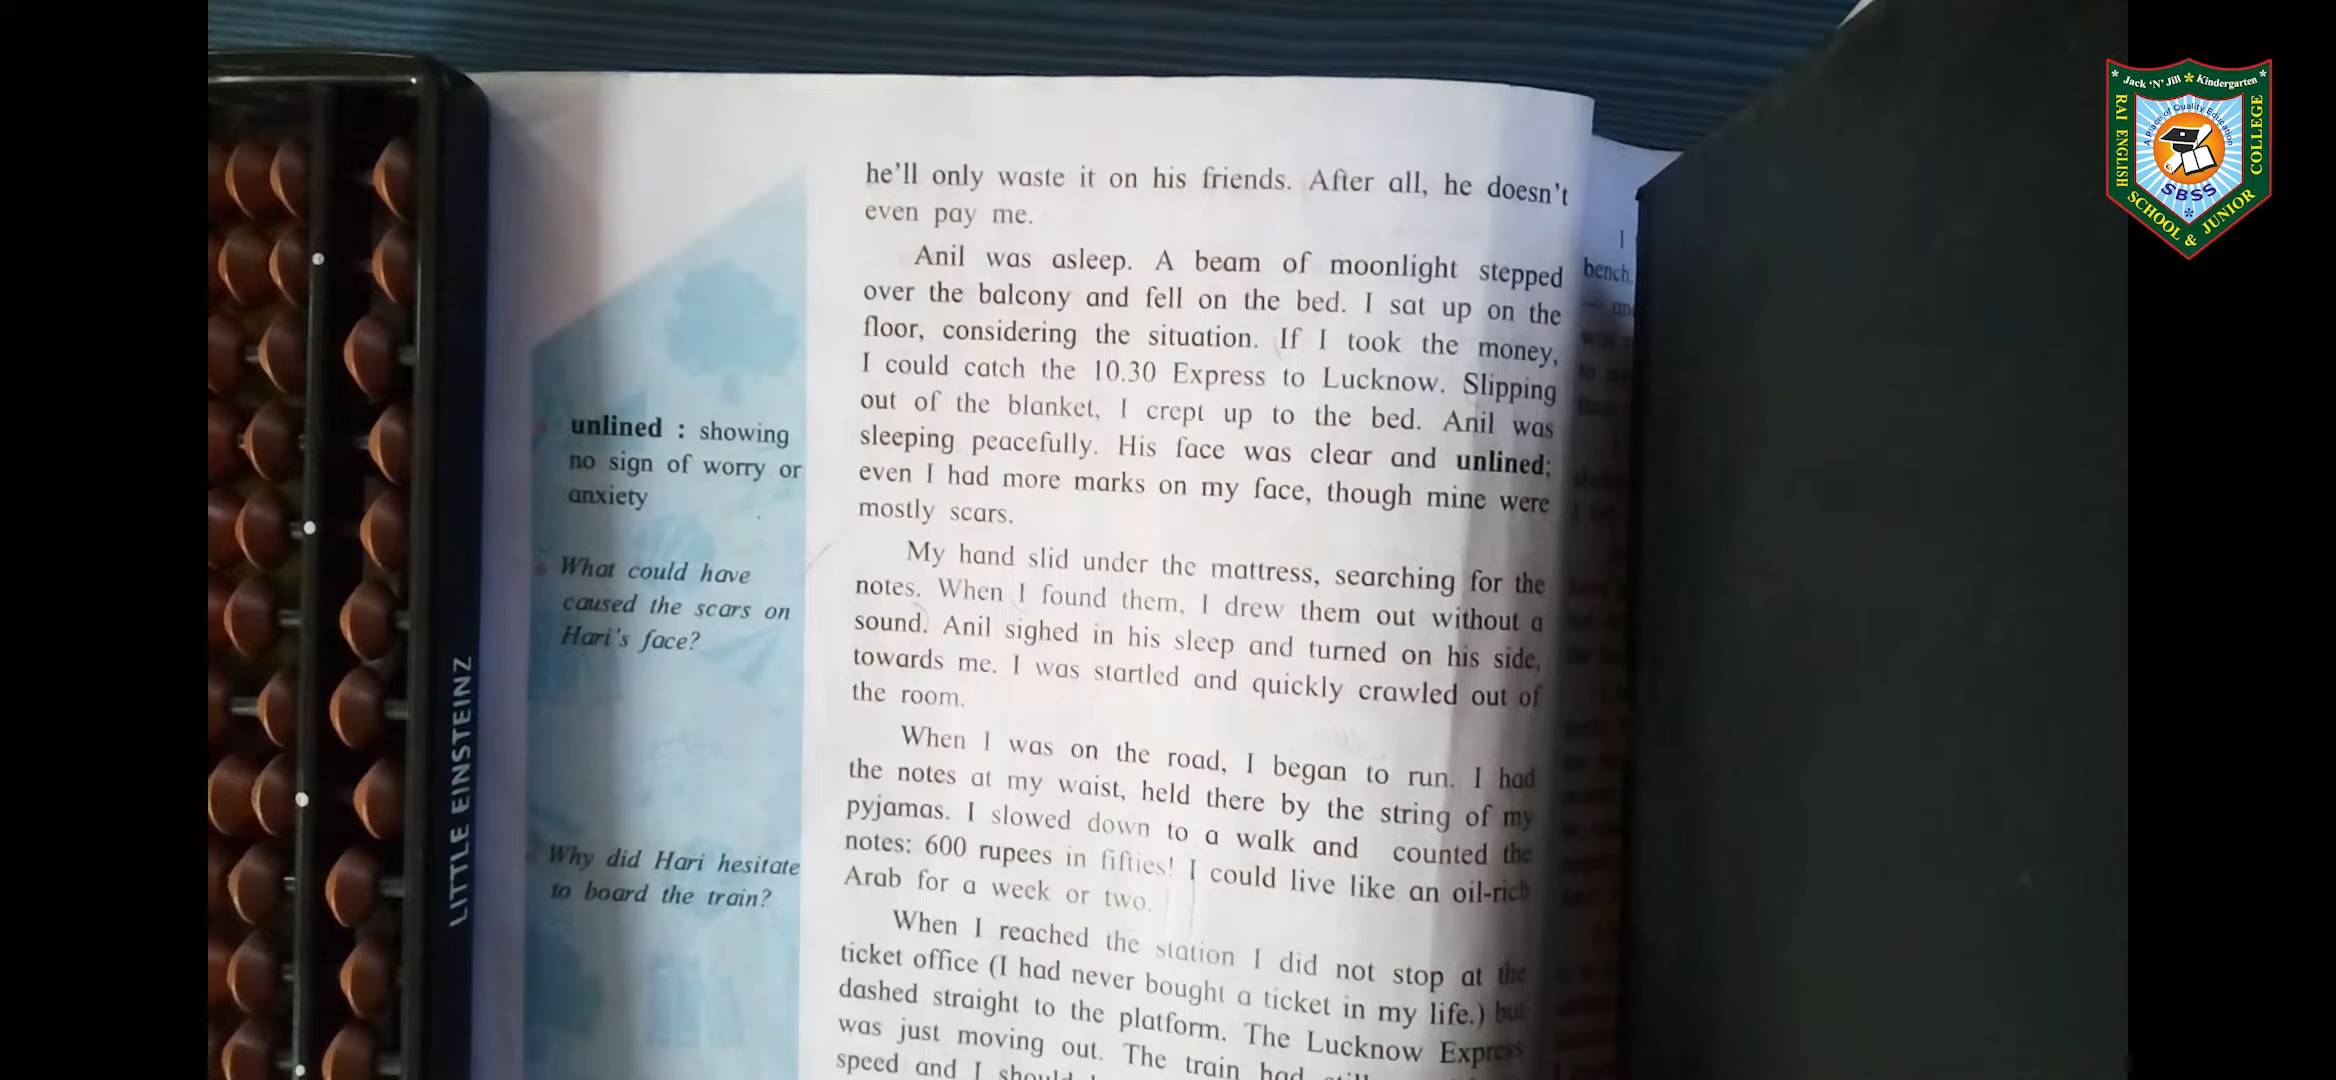 he'll only waste it on his friends. After all, he doesn't
even pay me.
Anil was asleep. A beam of moonlight stepped
over the balcony and fell on the bed. I sat up on the
floor, considering the situation. If I took the money,
I could catch the 10.30 Express to Lucknow. Slipping
out of the blanket, I crept up to the bed. Anil was
sleeping peacefully. His face was clear and unlined;
even I had more marks on my face, though mine were
mostly scars.
My hand slid under the mattress, searching for the
notes. When I found them, I drew them out without a
sound. Anil sighed in his sleep and turned on his side,
towards me. I was startled and quickly crawled out of
the room.
When I was on the road, I began to run. I had
the notes at my waist, held there by the string of my
pyjamas. I slowed down to a walk and counted the
notes: 600 rupees in fifties! I could live like an oil-rich
Arab for a week or two.
When I reached the station I did not stop at the
ticket office (I had never bought a ticket in my life.) but
dashed straight to the platform. The Lucknow Express
was just moving out. The train had
speed and I
unlined : showing
no sign of worry or
anxiety
What could have
caused the scars on
Hari's face?
Why did Hari hesitate
to board the train?
LITTLE EINSTEINZ
I
bench.
Jack 'N' Jill Kindergarten
RAI ENGLISH
SCHOOL & JUNIOR
COLLEGE
A Place of Quality Education
SBSS